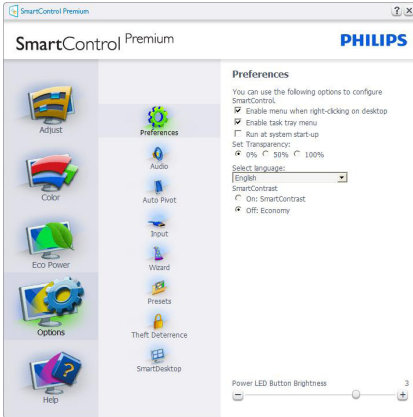 SmartControl Premium
SmartControl Premium
PHILIPS
Adjust
Color
Eco Power
Options
Help
Preferences
Audio
Auto Pivot
Input
Wizard
Presets
Theft Deterrence
SmartDesktop
Preferences
You can use the following options to configure
SmartControl.
Enable menu when right-clicking on desktop
Enable task tray menu
Run at system start-up
Set Transparency:
0% 50% 100%
Select language:
English
SmartContrast
On: SmartContrast
Off: Economy
Power LED Button Brightness 3